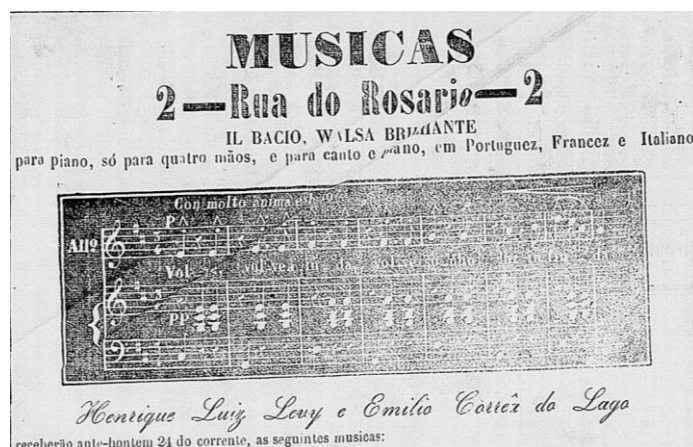 MUSICAS
2—Rua do Rosario—2
IL BACIO, WALSA BRILHANTE
para piano, só para quatro mãos, e para canto e piano, em Portuguez, Francez e Italiano
Con molto anima e
P
Allº
Vol
PP
Henrique Luiz Levy e Emilio Corrêa do Lago
receberão ante-hontem 24 do corrente, as seguintes musicas: